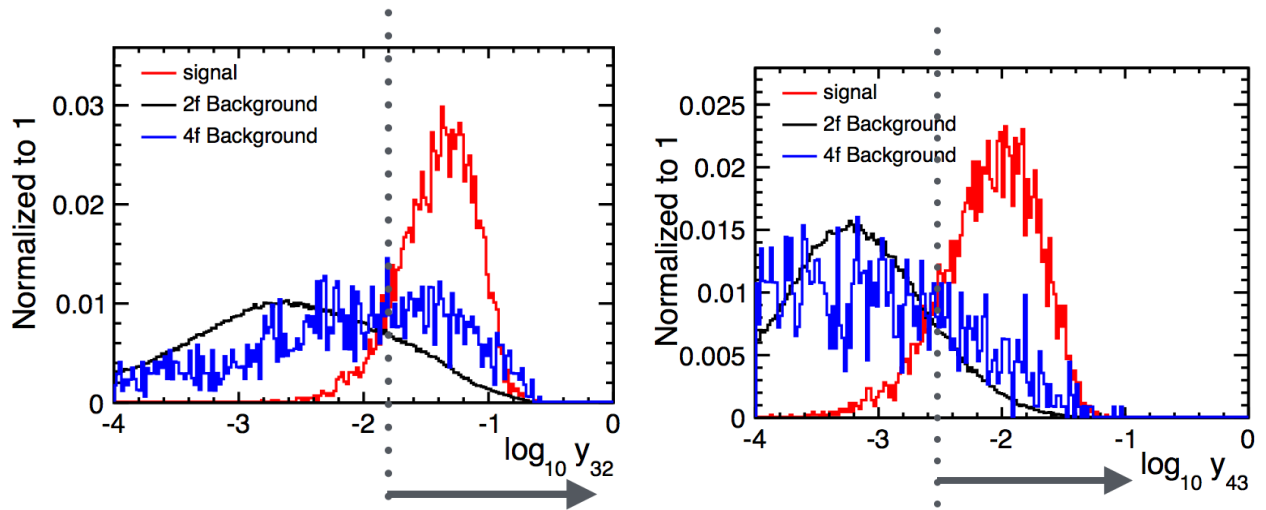 Normalized to 1
0.03
0.02
0.01
0
signal
2f Background
4f Background
-4
-3
-2
-1
0
log10 y32
Normalized to 1
0.025
0.02
0.015
0.01
0.005
0
signal
2f Background
4f Background
-4
-3
-2
-1
0
log10 y43